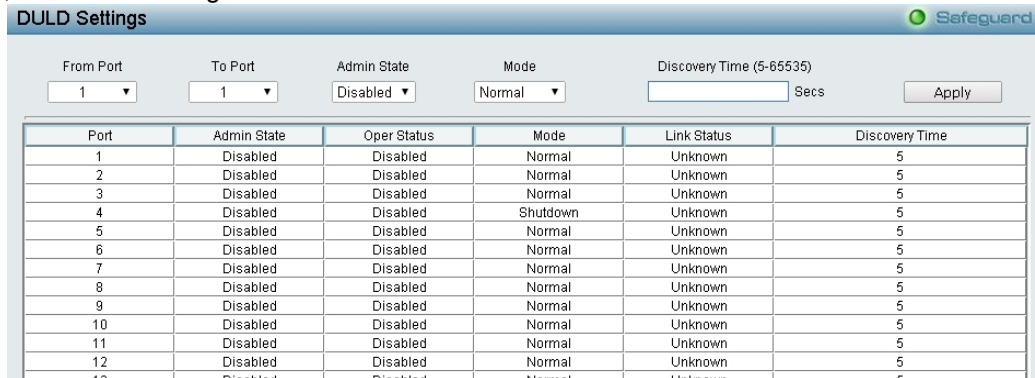 DULD Settings
Safeguard
From Port To Port Admin State Mode Discovery Time (5-65535)
1 1 Disabled Normal Secs Apply
Port Admin State Oper Status Mode Link Status Discovery Time
1 Disabled Disabled Normal Unknown 5
2 Disabled Disabled Normal Unknown 5
3 Disabled Disabled Normal Unknown 5
4 Disabled Disabled Shutdown Unknown 5
5 Disabled Disabled Normal Unknown 5
6 Disabled Disabled Normal Unknown 5
7 Disabled Disabled Normal Unknown 5
8 Disabled Disabled Normal Unknown 5
9 Disabled Disabled Normal Unknown 5
10 Disabled Disabled Normal Unknown 5
11 Disabled Disabled Normal Unknown 5
12 Disabled Disabled Normal Unknown 5